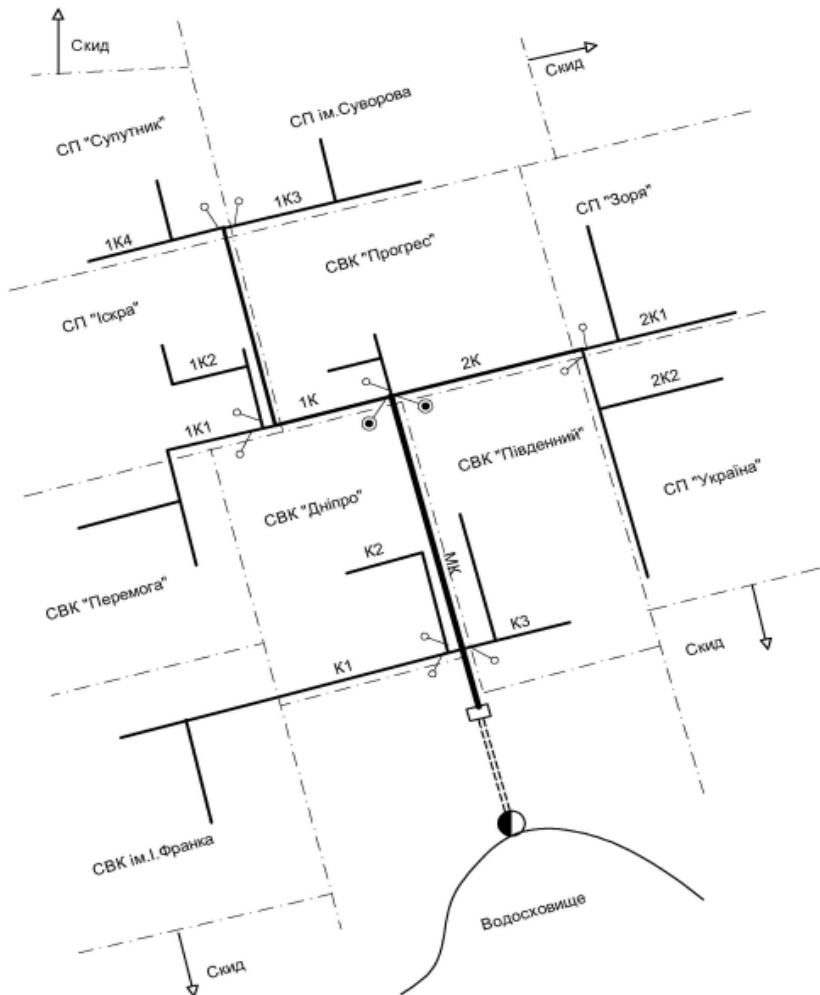 Скид
Скид
СП "Супутник"
СП ім.Суворова
1К3
1К4
СП "Зоря"
СВК "Прогрес"
СП "Іскра"
2К1
1К2
2К
2К2
1К
1К1
СВК "Південний"
СП "Україна"
СВК "Дніпро"
К2
МК
СВК "Перемога"
К3
Скид
К1
СВК ім.І.Франка
Водосховище
Скид